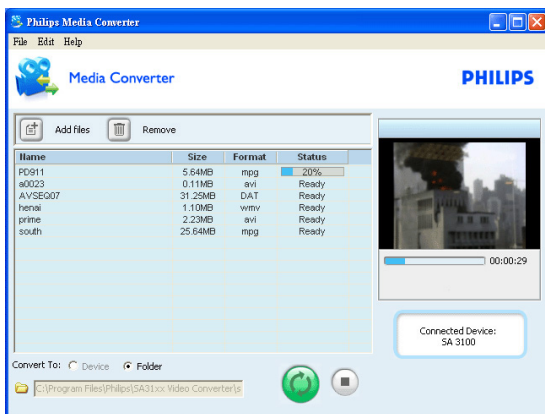 Philips Media Converter
File Edit Help
Media Converter
PHILIPS
Add files Remove
Name Size Format Status
PD911 5.64MB mpg 20%
a0023 0.11MB avi Ready
AVSEQ07 31.25MB DAT Ready
henai 1.10MB wmv Ready
prime 2.23MB avi Ready
south 25.64MB mpg Ready
00:00:29
Connected Device:
SA 3100
Convert To: Device Folder
C:\Program Files\Philips\SA31xx Video Converter\s